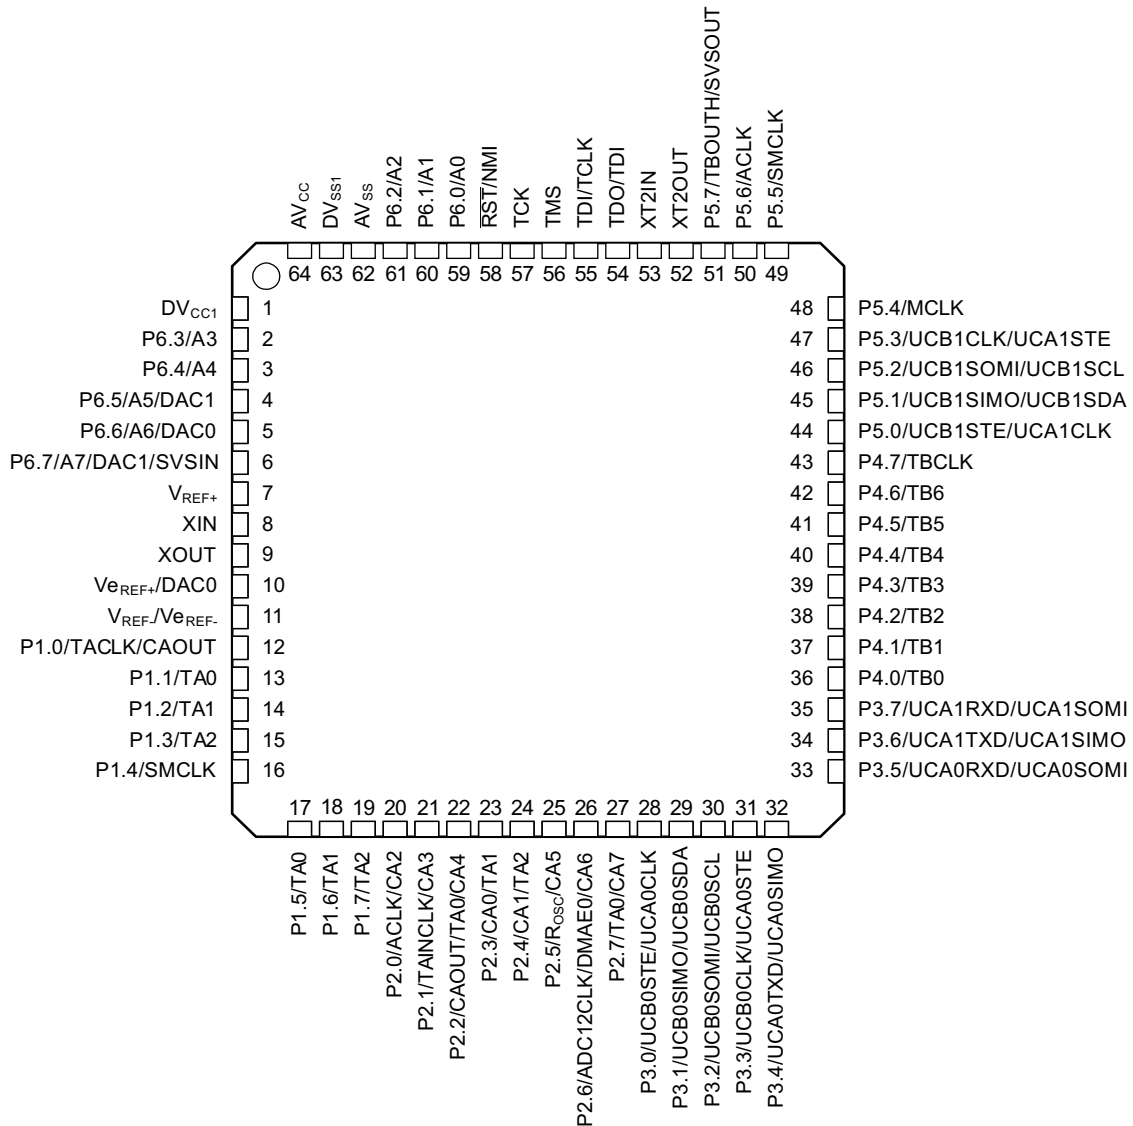 AVCC
DVSS1
AVSS
P6.2/A2
P6.1/A1
P6.0/A0
RST/NMI
TCK
TMS
TDI/TCLK
TDO/TDI
XT2IN
XT2OUT
P5.7/TBOUTH/SVSOUT
P5.6/ACLK
P5.5/SMCLK
64 63 62 61 60 59 58 57 56 55 54 53 52 51 50 49
DVCC1 1
P6.3/A3 2
P6.4/A4 3
P6.5/A5/DAC1 4
P6.6/A6/DAC0 5
P6.7/A7/DAC1/SVSIN 6
VREF+ 7
XIN 8
XOUT 9
VeREF+/DAC0 10
VREF-/VeREF- 11
P1.0/TACLK/CAOUT 12
P1.1/TA0 13
P1.2/TA1 14
P1.3/TA2 15
P1.4/SMCLK 16
48 P5.4/MCLK
47 P5.3/UCB1CLK/UCA1STE
46 P5.2/UCB1SOMI/UCB1SCL
45 P5.1/UCB1SIMO/UCB1SDA
44 P5.0/UCB1STE/UCA1CLK
43 P4.7/TBCLK
42 P4.6/TB6
41 P4.5/TB5
40 P4.4/TB4
39 P4.3/TB3
38 P4.2/TB2
37 P4.1/TB1
36 P4.0/TB0
35 P3.7/UCA1RXD/UCA1SOMI
34 P3.6/UCA1TXD/UCA1SIMO
33 P3.5/UCA0RXD/UCA0SOMI
17 18 19 20 21 22 23 24 25 26 27 28 29 30 31 32
P1.5/TA0
P1.6/TA1
P1.7/TA2
P2.0/ACLK/CA2
P2.1/TAINCLK/CA3
P2.2/CAOUT/TA0/CA4
P2.3/CA0/TA1
P2.4/CA1/TA2
P2.5/ROSC/CA5
P2.6/ADC12CLK/DMAE0/CA6
P2.7/TA0/CA7
P3.0/UCB0STE/UCA0CLK
P3.1/UCB0SIMO/UCB0SDA
P3.2/UCB0SOMI/UCB0SCL
P3.3/UCB0CLK/UCA0STE
P3.4/UCA0TXD/UCA0SIMO